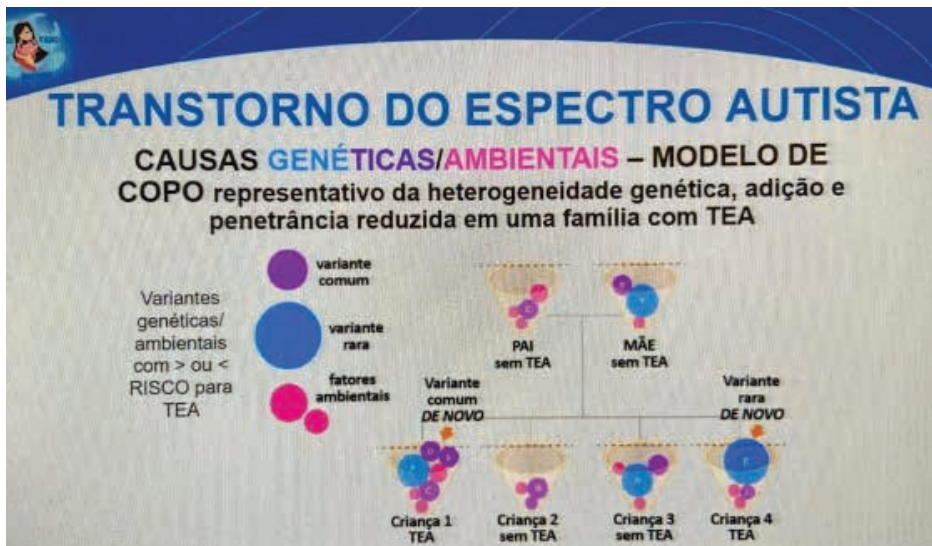 TRANSTORNO DO ESPECTRO AUTISTA
CAUSAS GENÉTICAS/AMBIENTAIS – MODELO DE
COPO representativo da heterogeneidade genética, adição e
penetrância reduzida em uma família com TEA
Variantes
genéticas/
ambientais
com > ou <
RISCO para
TEA
variante
comum
variante
rara
fatores
ambientais
PAI
sem TEA
MÃE
sem TEA
Variante
comum
DE NOVO
Variante
rara
DE NOVO
Criança 1
TEA
Criança 2
sem TEA
Criança 3
sem TEA
Criança 4
TEA